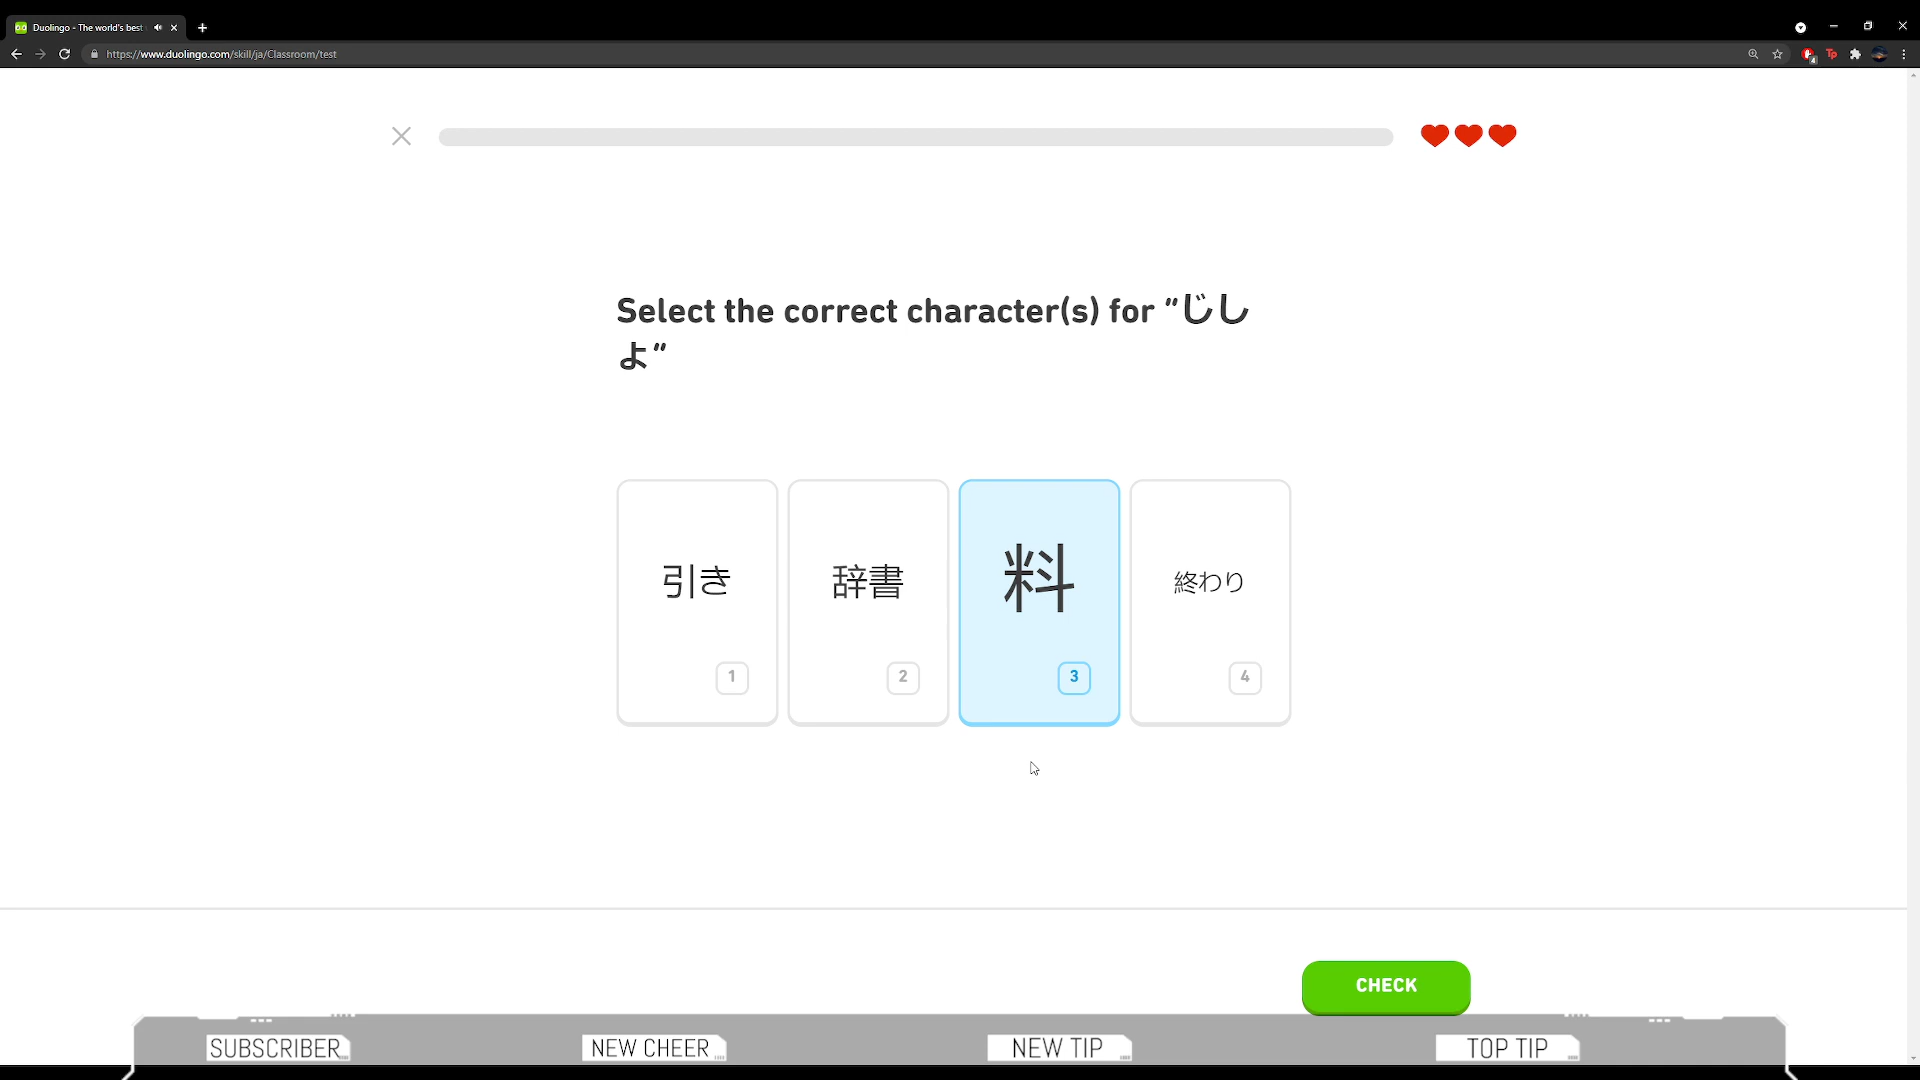 Duolingo - The world's best
https://www.duolingo.com/skill/ja/Classroom/test
4
Tp
Select the correct character(s) for "じし
よ"
引き
辞書
料
終わり
1
2
3
4
CHECK
SUBSCRIBER
NEW CHEER
NEW TIP
TOP TIP